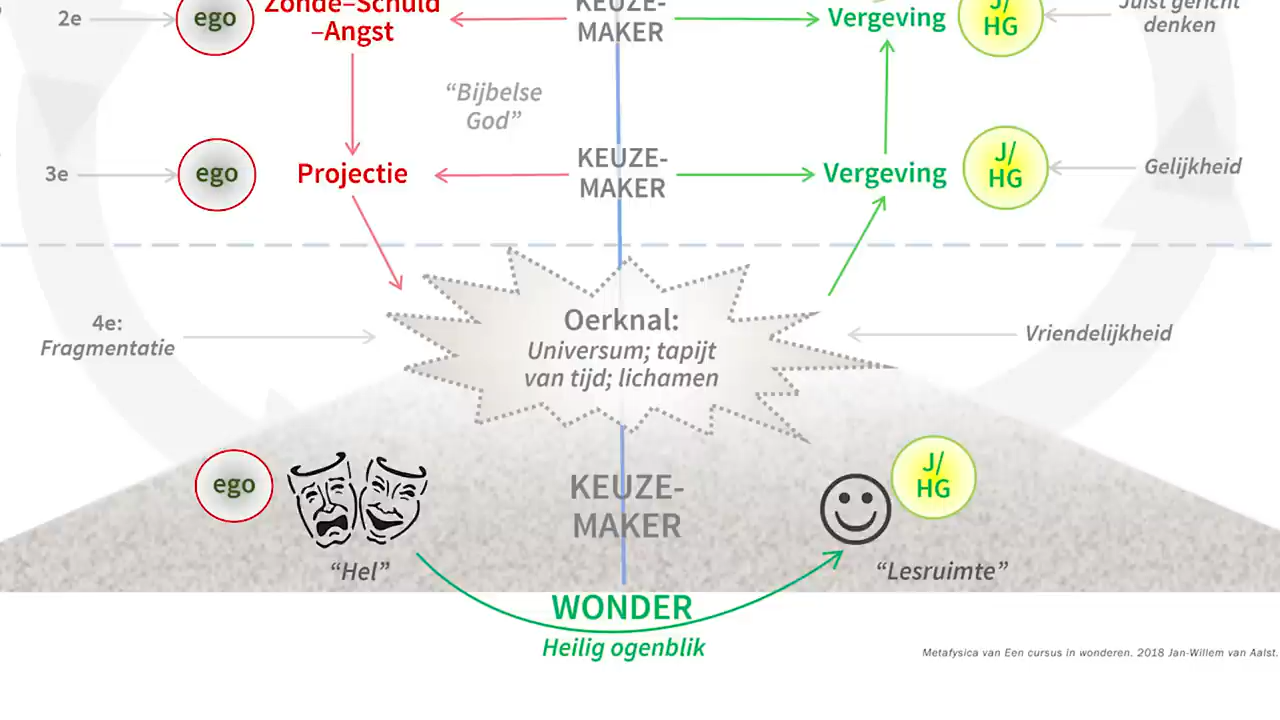 2e
ego
Zonde–Schuld
–Angst
KEUZE-
MAKER
Vergeving
J/
HG
Juist gericht
denken
“Bijbelse
God”
3e
ego
Projectie
KEUZE-
MAKER
Vergeving
J/
HG
Gelijkheid
4e:
Fragmentatie
Oerknal:
Universum; tapijt
van tijd; lichamen
Vriendelijkheid
ego
KEUZE-
MAKER
J/
HG
“Hel”
“Lesruimte”
WONDER
Heilig ogenblik
Metafysica van Een cursus in wonderen. 2018 Jan-Willem van Aalst.